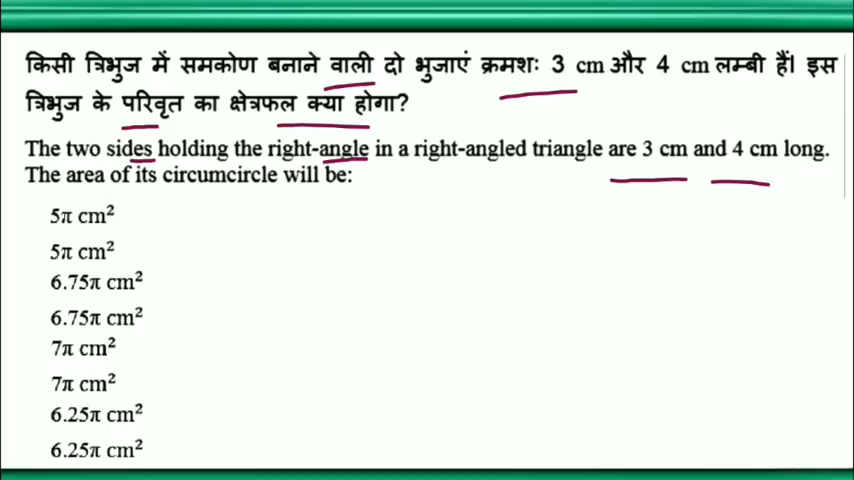 किसी त्रिभुज में समकोण बनाने वाली दो भुजाएं क्रमशः 3 cm और 4 cm लम्बी हैं। इस
त्रिभुज के परिवृत का क्षेत्रफल क्या होगा?
The two sides holding the right-angle in a right-angled triangle are 3 cm and 4 cm long.
The area of its circumcircle will be:
5π cm²
5π cm²
6.75π cm²
6.75π cm²
7π cm²
7π cm²
6.25π cm²
6.25π cm²